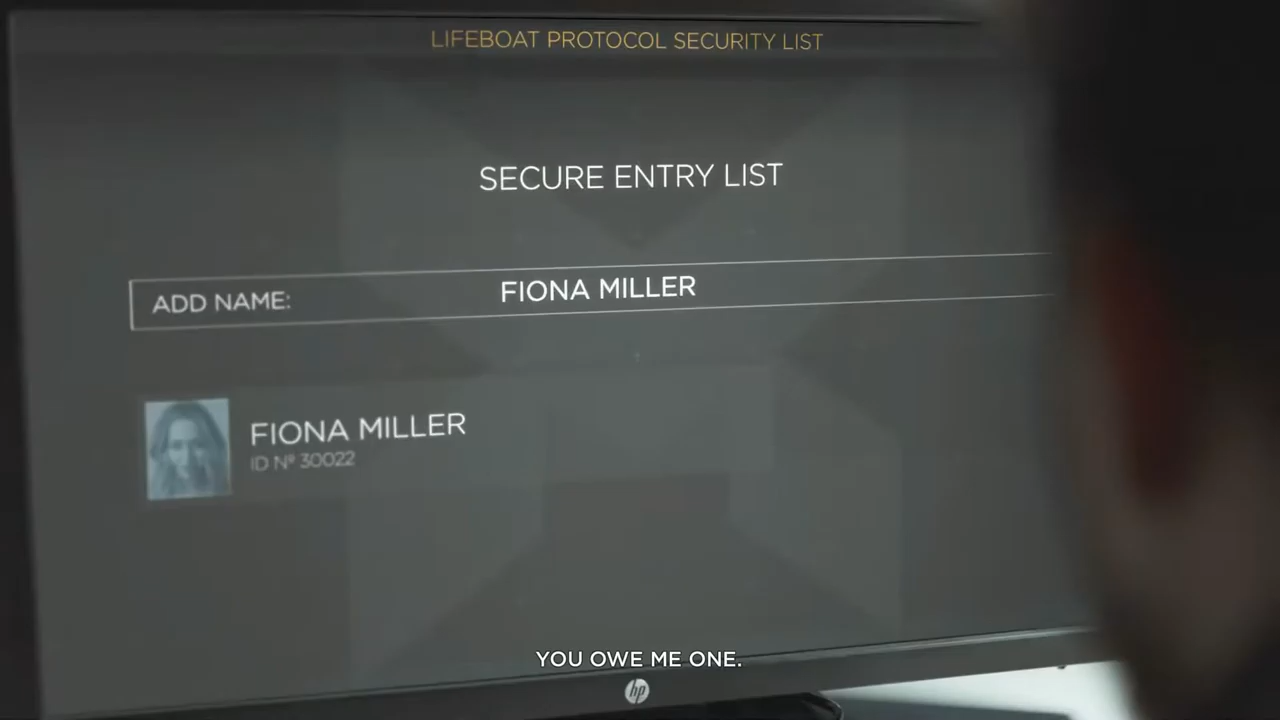 LIFEBOAT PROTOCOL SECURITY LIST
SECURE ENTRY LIST
ADD NAME: FIONA MILLER
FIONA MILLER
ID Nº 30022
YOU OWE ME ONE.
hp